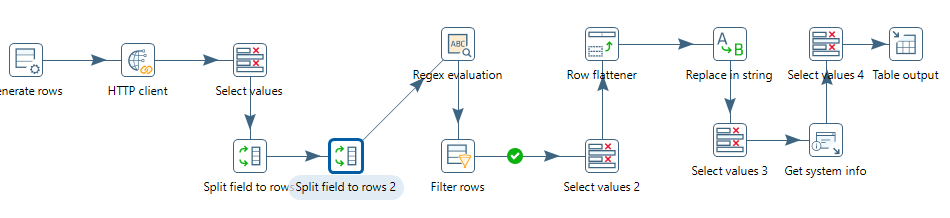 enerate rows
HTTP client
Select values
Split field to rows
Split field to rows 2
ABC
Regex evaluation
Filter rows
Row flattener
Select values 2
A
B
Replace in string
Select values 3
Get system info
Select values 4
Table output